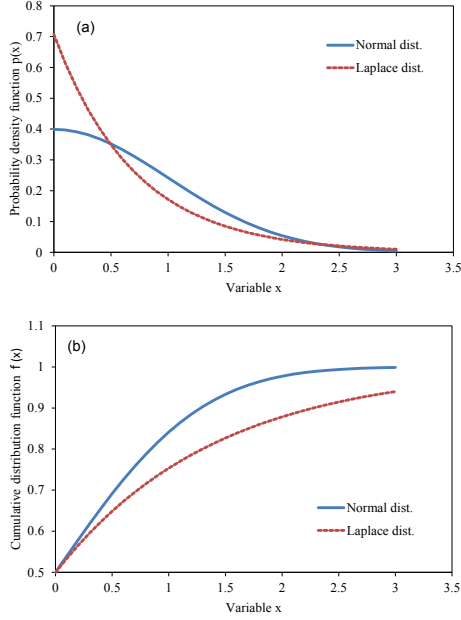 (a)
Normal dist.
Laplace dist.
Probability density function p(x)
0.8
0.7
0.6
0.5
0.4
0.3
0.2
0.1
0
0 0.5 1 1.5 2 2.5 3 3.5
Variable x
(b)
Normal dist.
Laplace dist.
Cumulative distribution function f (x)
1.1
1
0.9
0.8
0.7
0.6
0.5
0 0.5 1 1.5 2 2.5 3 3.5
Variable x